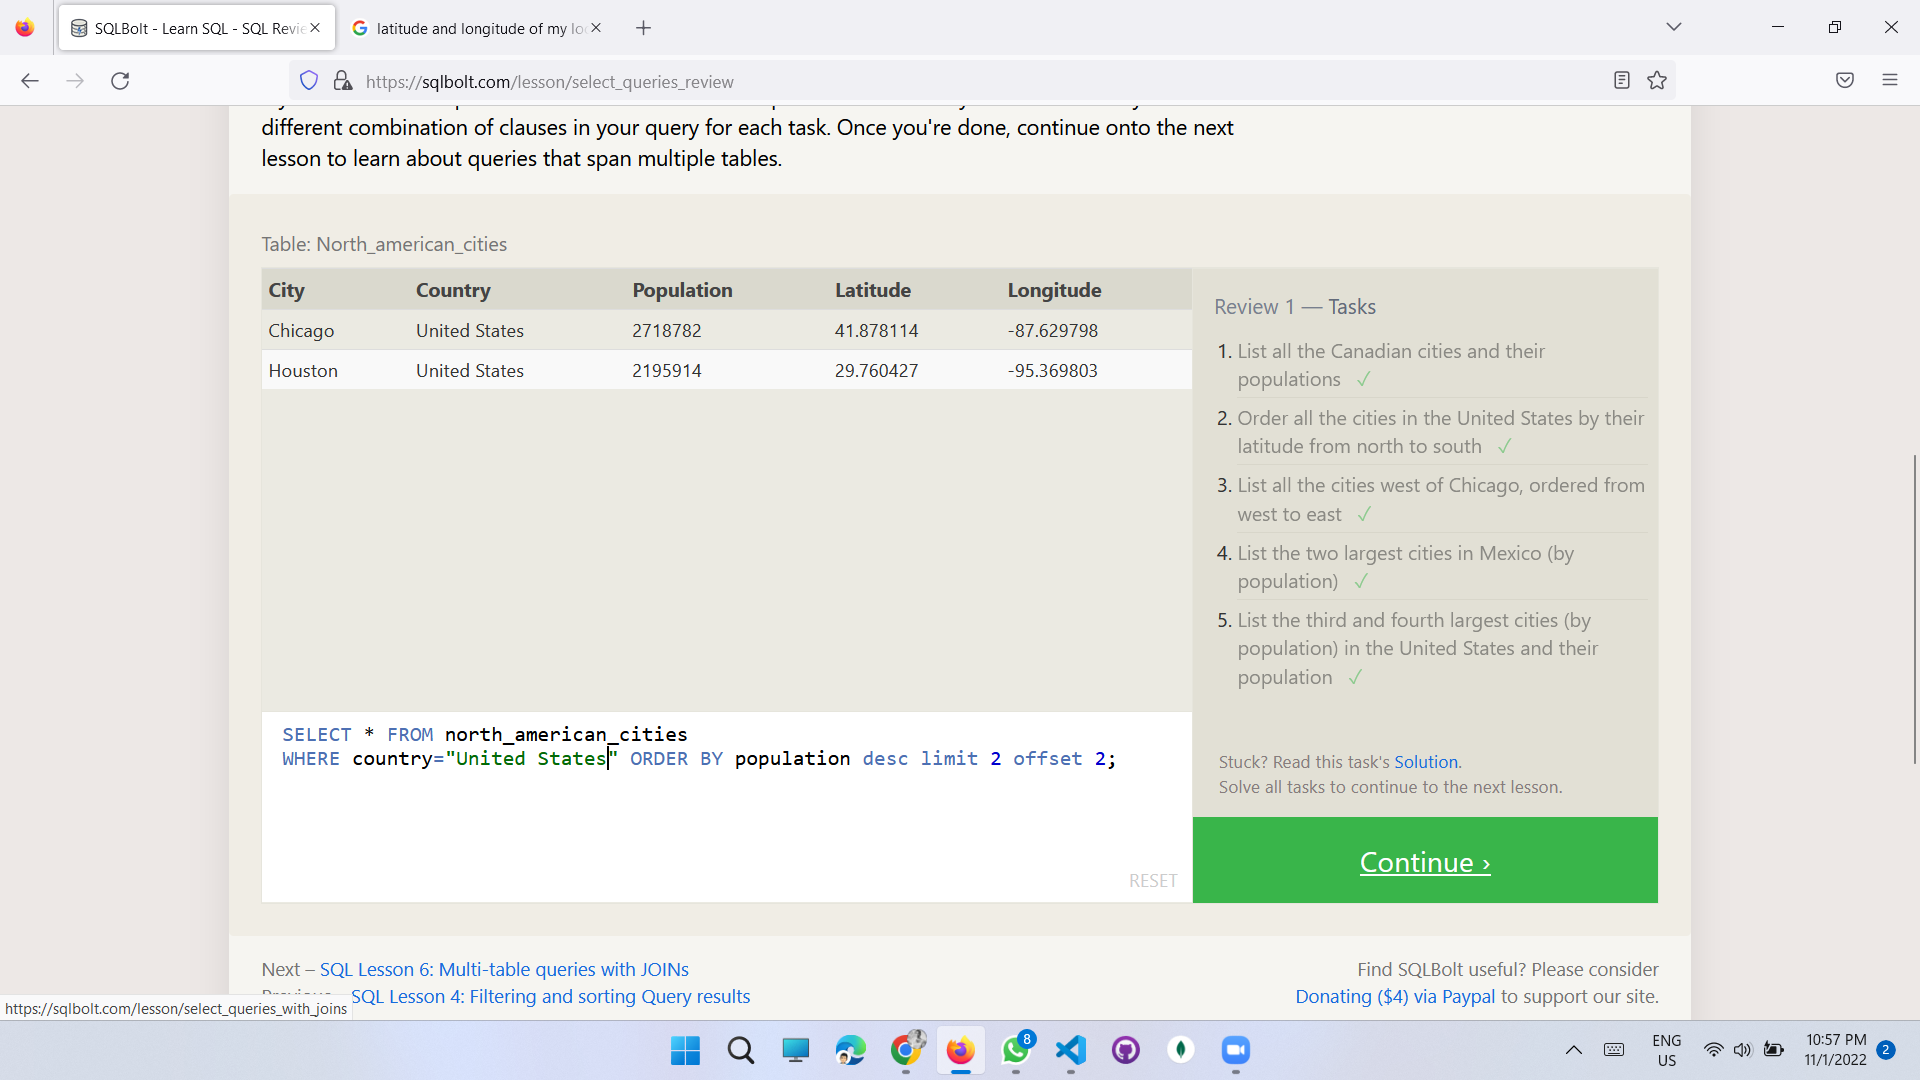 SQLBolt - Learn SQL - SQL Revie
latitude and longitude of my lo
https://sqlbolt.com/lesson/select_queries_review
different combination of clauses in your query for each task. Once you're done, continue onto the next
lesson to learn about queries that span multiple tables.
Table: North_american_cities
City Country Population Latitude Longitude
Chicago United States 2718782 41.878114 -87.629798
Houston United States 2195914 29.760427 -95.369803
Review 1 — Tasks
1. List all the Canadian cities and their
populations ✓
2. Order all the cities in the United States by their
latitude from north to south ✓
3. List all the cities west of Chicago, ordered from
west to east ✓
4. List the two largest cities in Mexico (by
population) ✓
5. List the third and fourth largest cities (by
population) in the United States and their
population ✓
SELECT * FROM north_american_cities
WHERE country="United States" ORDER BY population desc limit 2 offset 2;
RESET
Stuck? Read this task's Solution.
Solve all tasks to continue to the next lesson.
Continue ›
Next – SQL Lesson 6: Multi-table queries with JOINs
SQL Lesson 4: Filtering and sorting Query results
Find SQLBolt useful? Please consider
Donating ($4) via Paypal to support our site.
https://sqlbolt.com/lesson/select_queries_with_joins
8
ENG
US
10:57 PM
11/1/2022
2